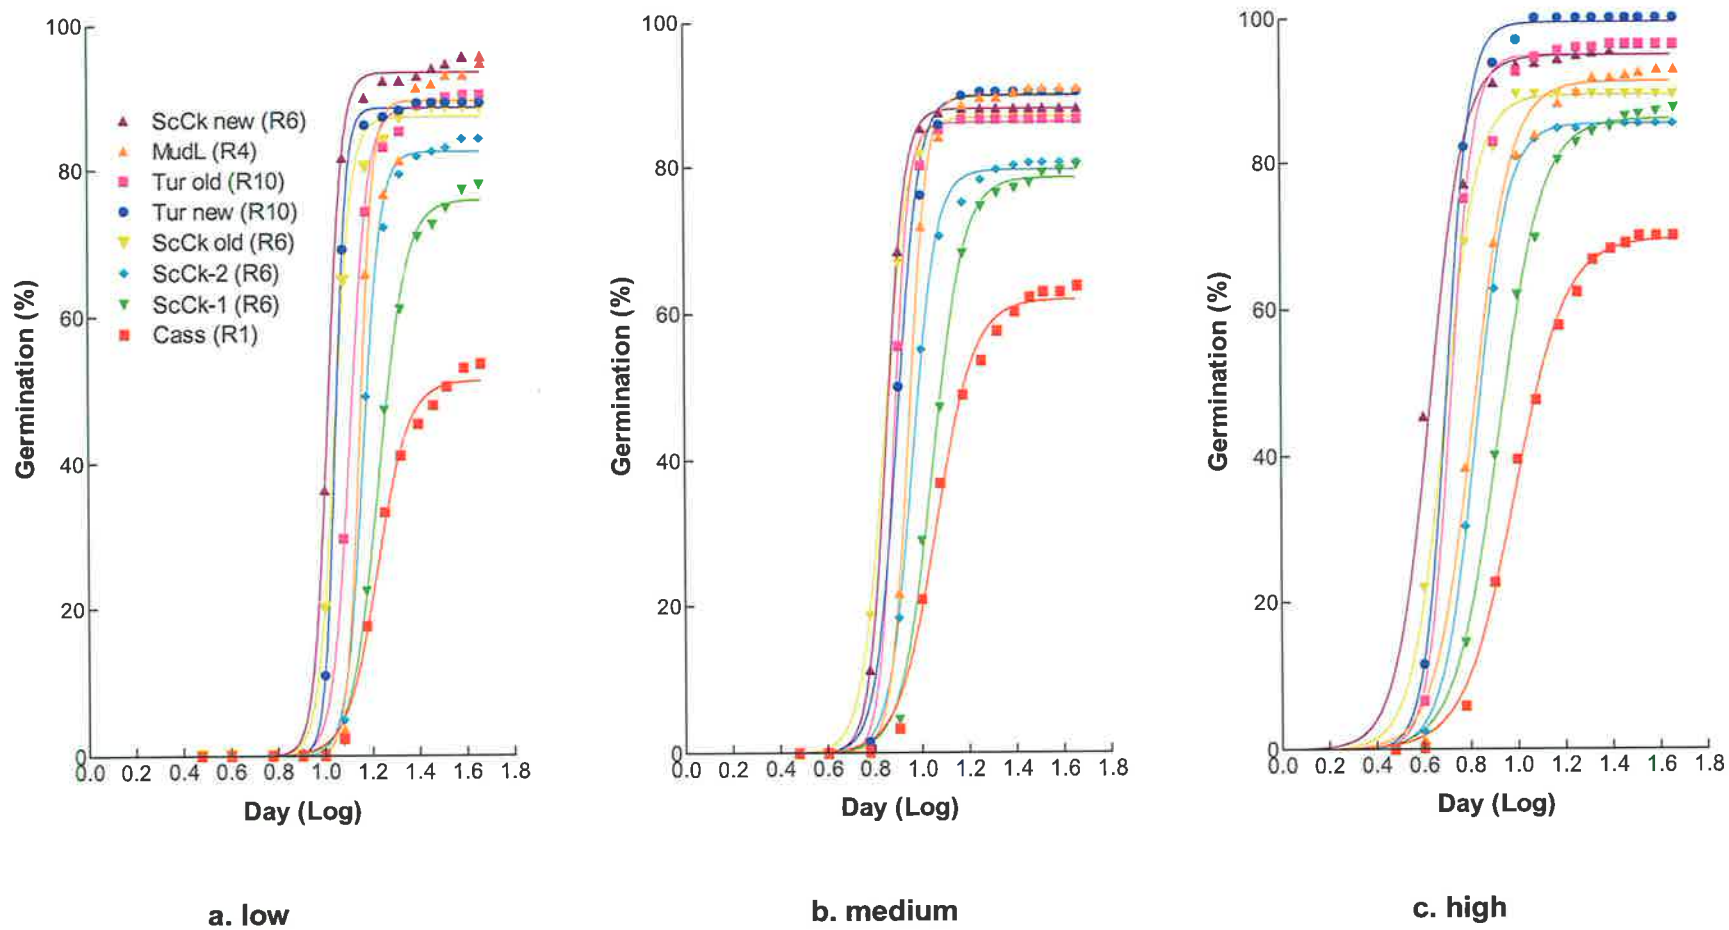 100
80
60
40
20
0
Germination (%)
ScCk new (R6)
MudL (R4)
Tur old (R10)
Tur new (R10)
ScCk old (R6)
ScCk-2 (R6)
ScCk-1 (R6)
Cass (R1)
0.0 0.2 0.4 0.6 0.8 1.0 1.2 1.4 1.6 1.8
Day (Log)
a. low
100
80
60
40
20
0
Germination (%)
0.0 0.2 0.4 0.6 0.8 1.0 1.2 1.4 1.6 1.8
Day (Log)
b. medium
100
80
60
40
20
0
Germination (%)
0.0 0.2 0.4 0.6 0.8 1.0 1.2 1.4 1.6 1.8
Day (Log)
c. high